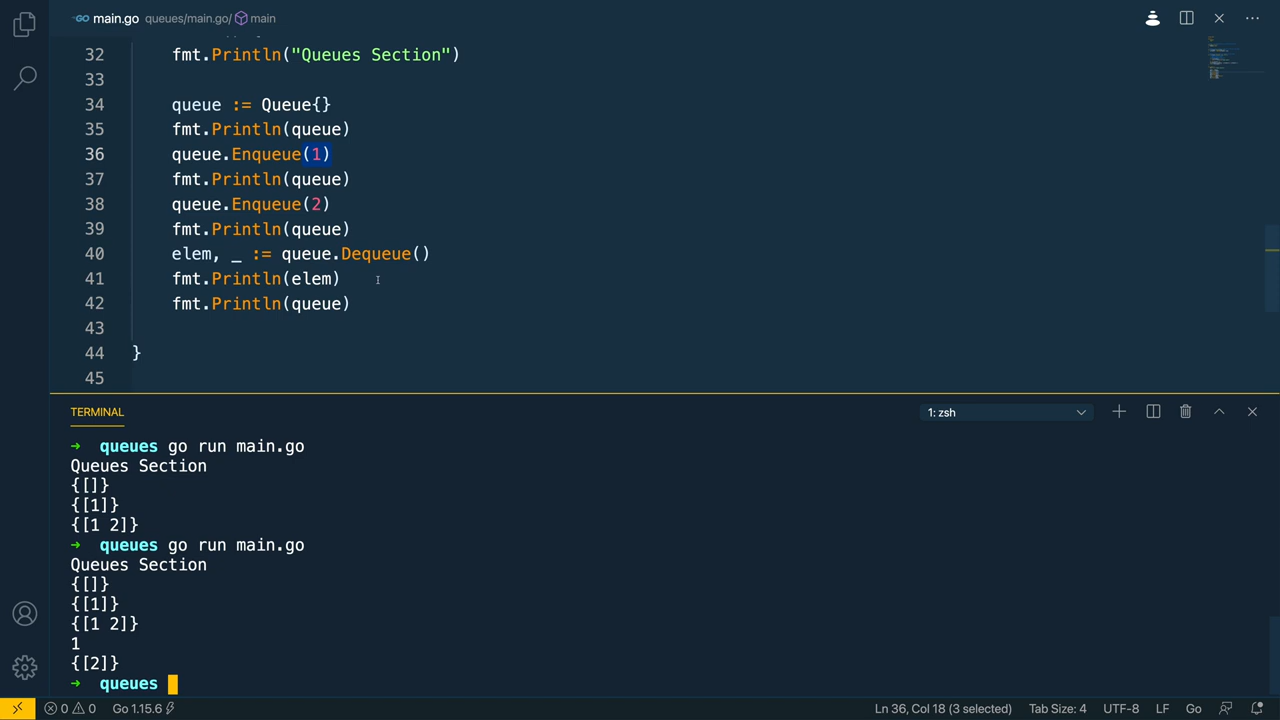 GO main.go queues/main.go/ main
32 fmt.Println("Queues Section")
33
34 queue := Queue{}
35 fmt.Println(queue)
36 queue.Enqueue(1)
37 fmt.Println(queue)
38 queue.Enqueue(2)
39 fmt.Println(queue)
40 elem, _ := queue.Dequeue()
41 fmt.Println(elem)
42 fmt.Println(queue)
43
44 }
45
TERMINAL 1: zsh
→ queues go run main.go
Queues Section
{[]}
{[1]}
{[1 2]}
→ queues go run main.go
Queues Section
{[]}
{[1]}
{[1 2]}
1
{[2]}
→ queues
0 0 Go 1.15.6 Ln 36, Col 18 (3 selected) Tab Size: 4 UTF-8 LF Go